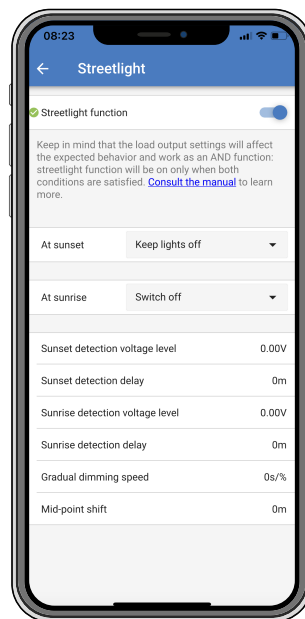 08:23
Streetlight
Streetlight function
Keep in mind that the load output settings will affect
the expected behavior and work as an AND function:
streetlight function will be on only when both
conditions are satisfied. Consult the manual to learn
more.
At sunset Keep lights off
At sunrise Switch off
Sunset detection voltage level 0.00V
Sunset detection delay 0m
Sunrise detection voltage level 0.00V
Sunrise detection delay 0m
Gradual dimming speed 0s/%
Mid-point shift 0m